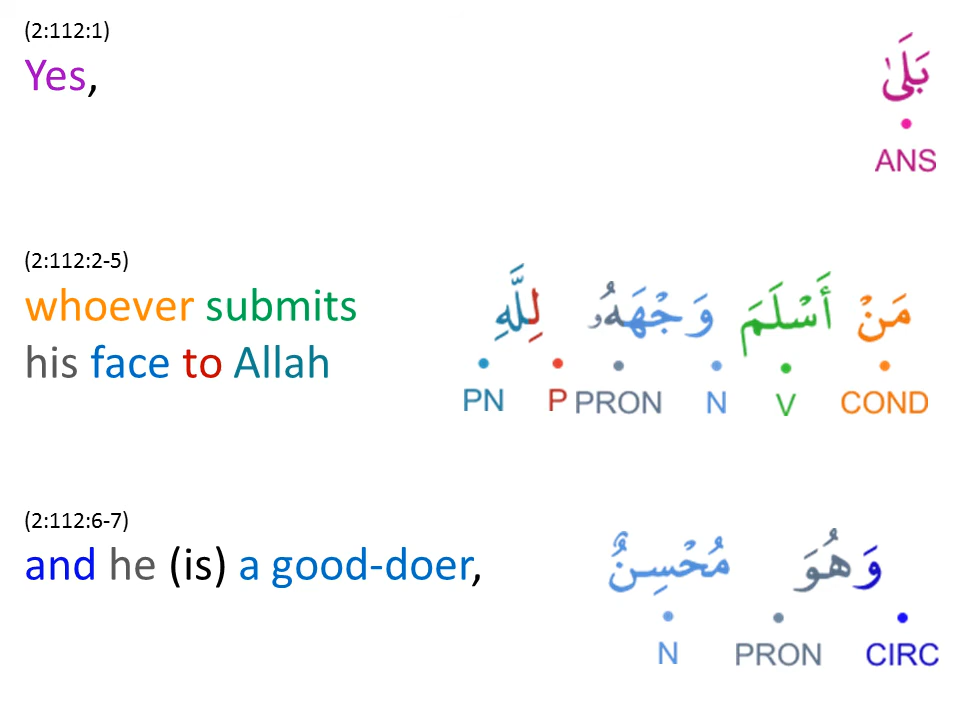 (2:112:1)
Yes,
بَلَىٰ
ANS
(2:112:2-5)
whoever submits
his face to Allah
مَنْ أَسْلَمَ وَجْهَهُۥ لِلَّهِ
PN P PRON N V COND
(2:112:6-7)
and he (is) a good-doer,
وَهُوَ مُحْسِنٌ
N PRON CIRC